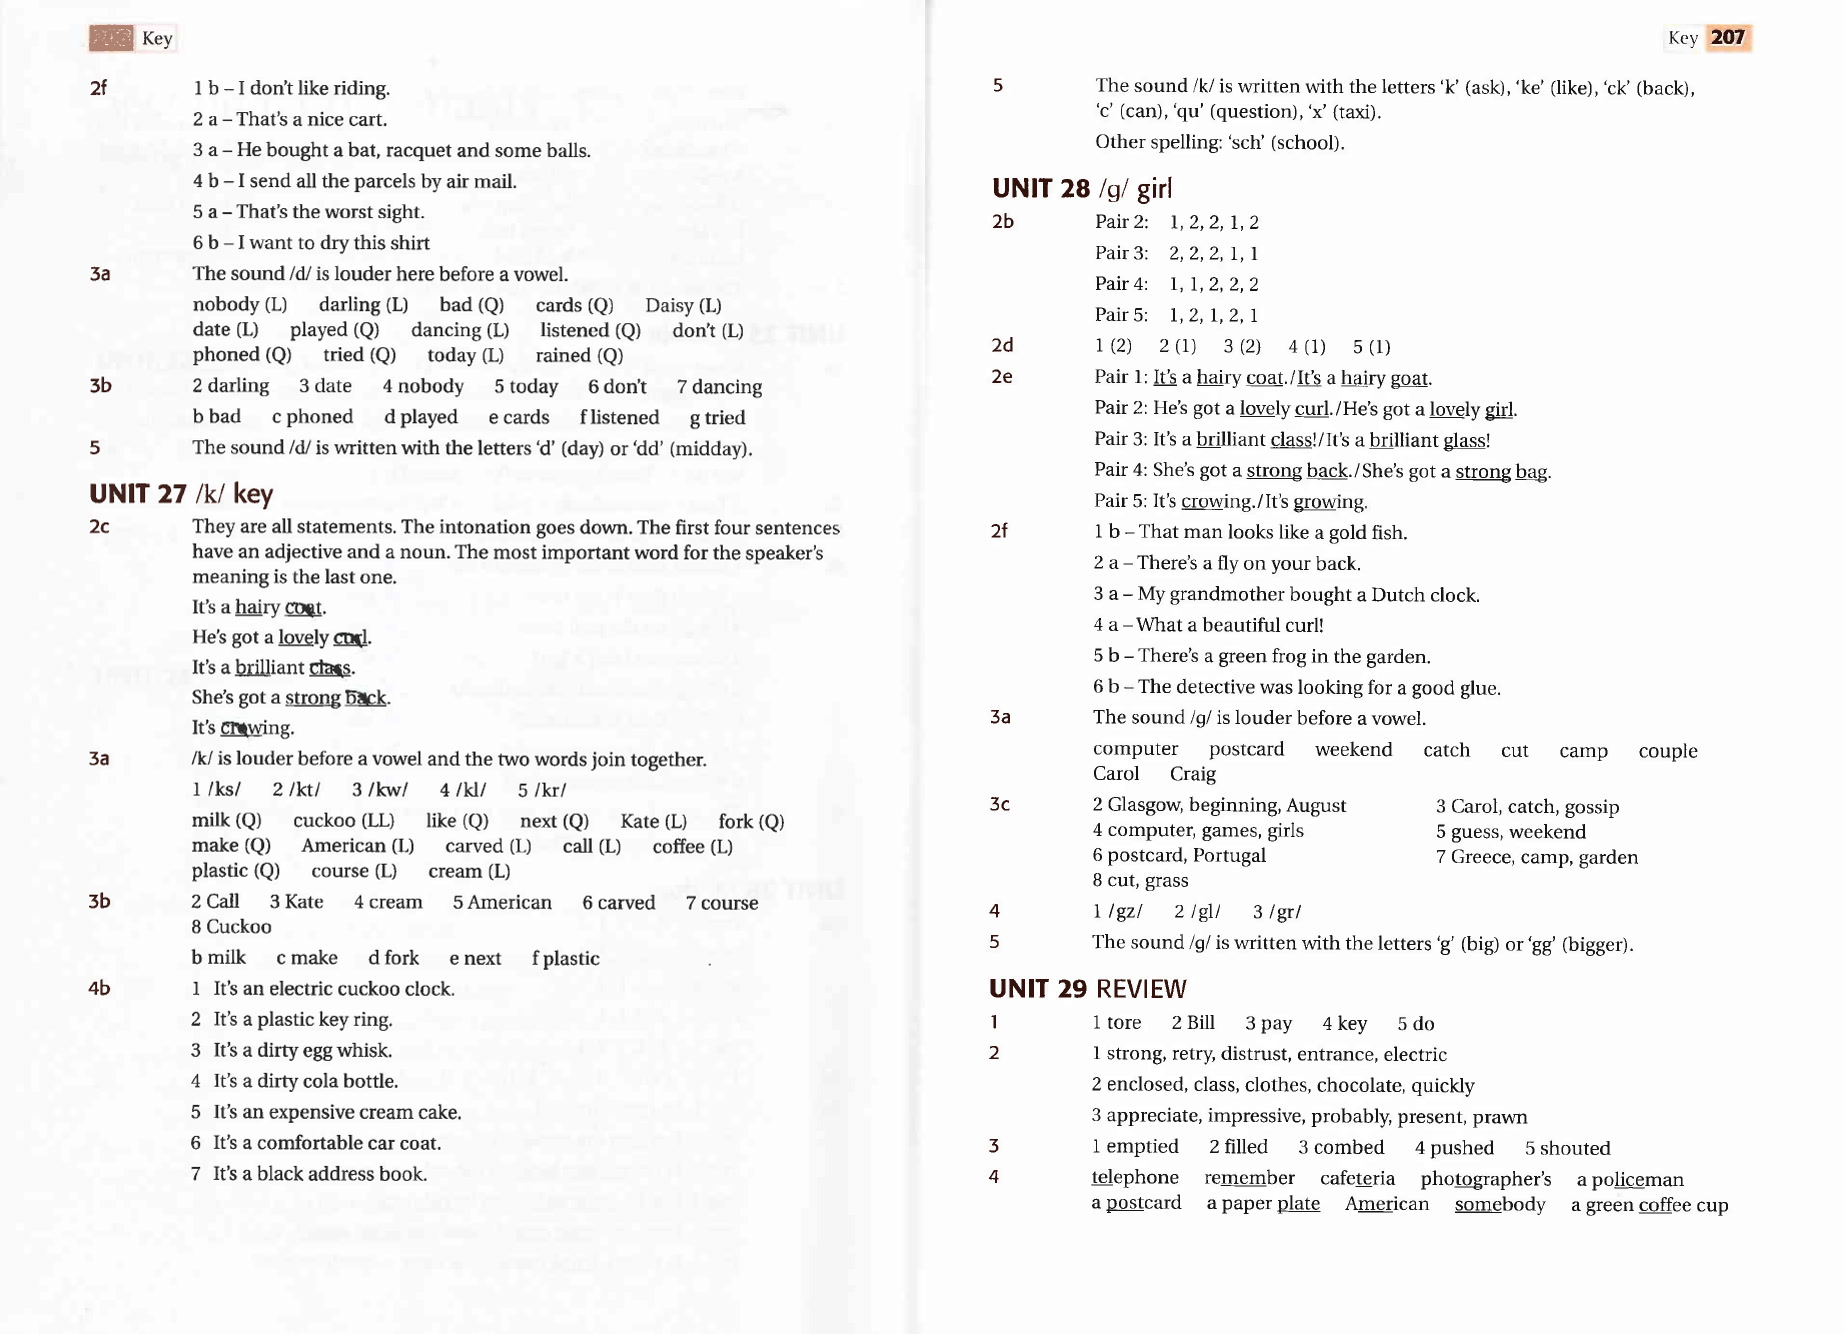 Key
2f 1 b – I don't like riding.
2 a – That's a nice cart.
3 a – He bought a bat, racquet and some balls.
4 b – I send all the parcels by air mail.
5 a – That's the worst sight.
6 b – I want to dry this shirt
3a The sound /d/ is louder here before a vowel.
nobody (L) darling (L) bad (Q) cards (Q) Daisy (L)
date (L) played (Q) dancing (L) listened (Q) don't (L)
phoned (Q) tried (Q) today (L) rained (Q)
3b 2 darling 3 date 4 nobody 5 today 6 don't 7 dancing
b bad c phoned d played e cards f listened g tried
5 The sound /d/ is written with the letters 'd' (day) or 'dd' (midday).
UNIT 27 /k/ key
2c They are all statements. The intonation goes down. The first four sentences
have an adjective and a noun. The most important word for the speaker's
meaning is the last one.
It's a hairy coat.
He's got a lovely curl.
It's a brilliant class.
She's got a strong back.
It's crowing.
3a /k/ is louder before a vowel and the two words join together.
1 /ks/ 2 /kt/ 3 /kw/ 4 /kl/ 5 /kr/
milk (Q) cuckoo (LL) like (Q) next (Q) Kate (L) fork (Q)
make (Q) American (L) carved (L) call (L) coffee (L)
plastic (Q) course (L) cream (L)
3b 2 Call 3 Kate 4 cream 5 American 6 carved 7 course
8 Cuckoo
b milk c make d fork e next f plastic
4b 1 It's an electric cuckoo clock.
2 It's a plastic key ring.
3 It's a dirty egg whisk.
4 It's a dirty cola bottle.
5 It's an expensive cream cake.
6 It's a comfortable car coat.
7 It's a black address book.
Key 207
5 The sound /k/ is written with the letters 'k' (ask), 'ke' (like), 'ck' (back),
'c' (can), 'qu' (question), 'x' (taxi).
Other spelling: 'sch' (school).
UNIT 28 /g/ girl
2b Pair 2: 1, 2, 2, 1, 2
Pair 3: 2, 2, 2, 1, 1
Pair 4: 1, 1, 2, 2, 2
Pair 5: 1, 2, 1, 2, 1
2d 1 (2) 2 (1) 3 (2) 4 (1) 5 (1)
2e Pair 1: It's a hairy coat./It's a hairy goat.
Pair 2: He's got a lovely curl./He's got a lovely girl.
Pair 3: It's a brilliant class!/It's a brilliant glass!
Pair 4: She's got a strong back./She's got a strong bag.
Pair 5: It's crowing./It's growing.
2f 1 b – That man looks like a gold fish.
2 a – There's a fly on your back.
3 a – My grandmother bought a Dutch clock.
4 a – What a beautiful curl!
5 b – There's a green frog in the garden.
6 b – The detective was looking for a good glue.
3a The sound /g/ is louder before a vowel.
computer postcard weekend catch cut camp couple
Carol Craig
3c 2 Glasgow, beginning, August 3 Carol, catch, gossip
4 computer, games, girls 5 guess, weekend
6 postcard, Portugal 7 Greece, camp, garden
8 cut, grass
4 1 /gz/ 2 /gl/ 3 /gr/
5 The sound /g/ is written with the letters 'g' (big) or 'gg' (bigger).
UNIT 29 REVIEW
1 1 tore 2 Bill 3 pay 4 key 5 do
2 1 strong, retry, distrust, entrance, electric
2 enclosed, class, clothes, chocolate, quickly
3 appreciate, impressive, probably, present, prawn
3 1 emptied 2 filled 3 combed 4 pushed 5 shouted
4 telephone remember cafeteria photographer's a policeman
a postcard a paper plate American somebody a green coffee cup